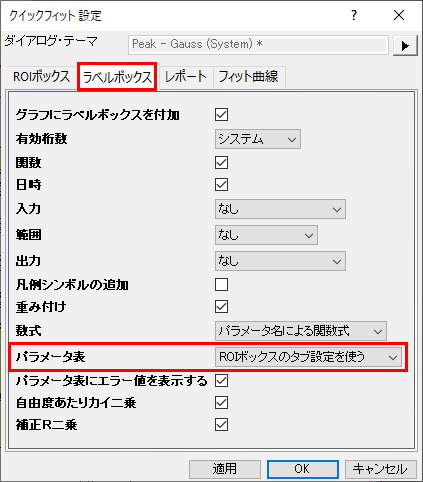 クイックフィット 設定
ダイアログ・テーマ Peak - Gauss (System) *
ROIボックス ラベルボックス レポート フィット曲線
グラフにラベルボックスを付加
有効桁数 システム
関数
日時
入力 なし
範囲 なし
出力 なし
凡例シンボルの追加
重み付け
数式 パラメータ名による関数式
パラメータ表 ROIボックスのタブ設定を使う
パラメータ表にエラー値を表示する
自由度あたりカイ二乗
補正R二乗
適用 OK キャンセル